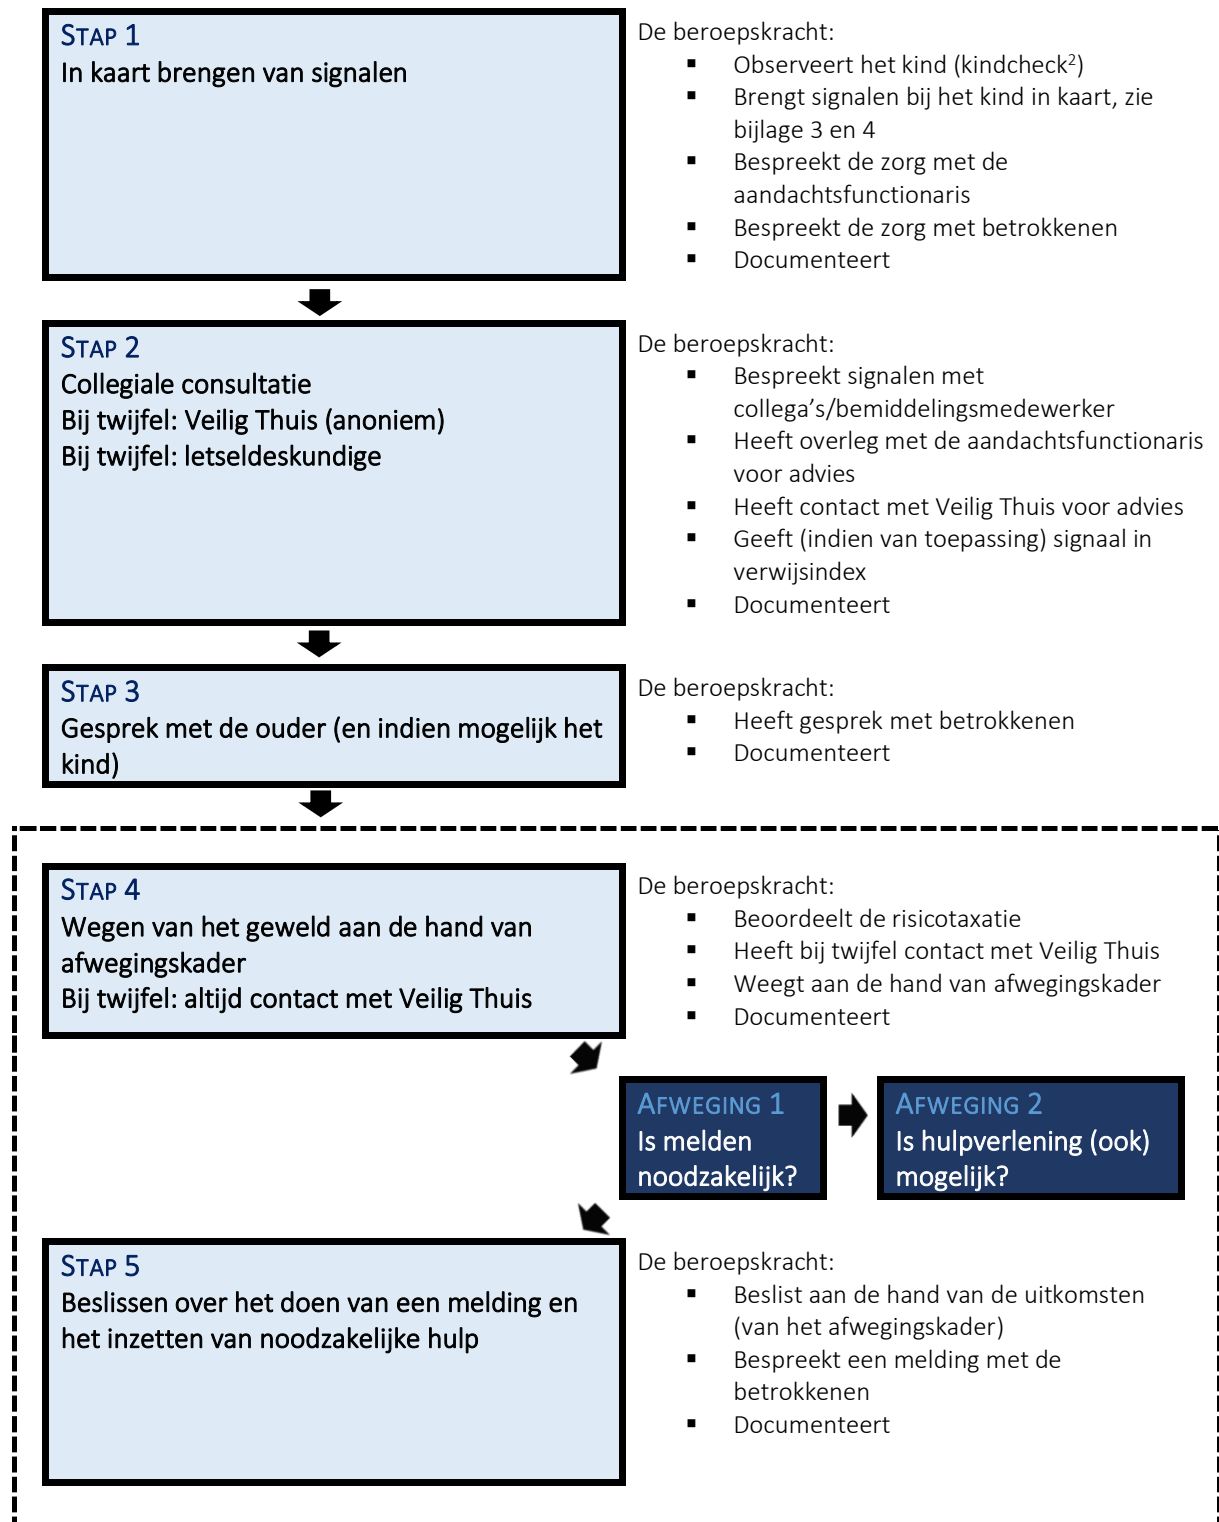 STAP 1
In kaart brengen van signalen
De beroepskracht:
▪ Observeert het kind (kindcheck²)
▪ Brengt signalen bij het kind in kaart, zie
bijlage 3 en 4
▪ Bespreekt de zorg met de
aandachtsfunctionaris
▪ Bespreekt de zorg met betrokkenen
▪ Documenteert
STAP 2
Collegiale consultatie
Bij twijfel: Veilig Thuis (anoniem)
Bij twijfel: letseldeskundige
De beroepskracht:
▪ Bespreekt signalen met
collega's/bemiddelingsmedewerker
▪ Heeft overleg met de aandachtsfunctionaris
voor advies
▪ Heeft contact met Veilig Thuis voor advies
▪ Geeft (indien van toepassing) signaal in
verwijsindex
▪ Documenteert
STAP 3
Gesprek met de ouder (en indien mogelijk het
kind)
De beroepskracht:
▪ Heeft gesprek met betrokkenen
▪ Documenteert
STAP 4
Wegen van het geweld aan de hand van
afwegingskader
Bij twijfel: altijd contact met Veilig Thuis
De beroepskracht:
▪ Beoordeelt de risicotaxatie
▪ Heeft bij twijfel contact met Veilig Thuis
▪ Weegt aan de hand van afwegingskader
▪ Documenteert
AFWEGING 1
Is melden
noodzakelijk?
AFWEGING 2
Is hulpverlening (ook)
mogelijk?
STAP 5
Beslissen over het doen van een melding en
het inzetten van noodzakelijke hulp
De beroepskracht:
▪ Beslist aan de hand van de uitkomsten
(van het afwegingskader)
▪ Bespreekt een melding met de
betrokkenen
▪ Documenteert